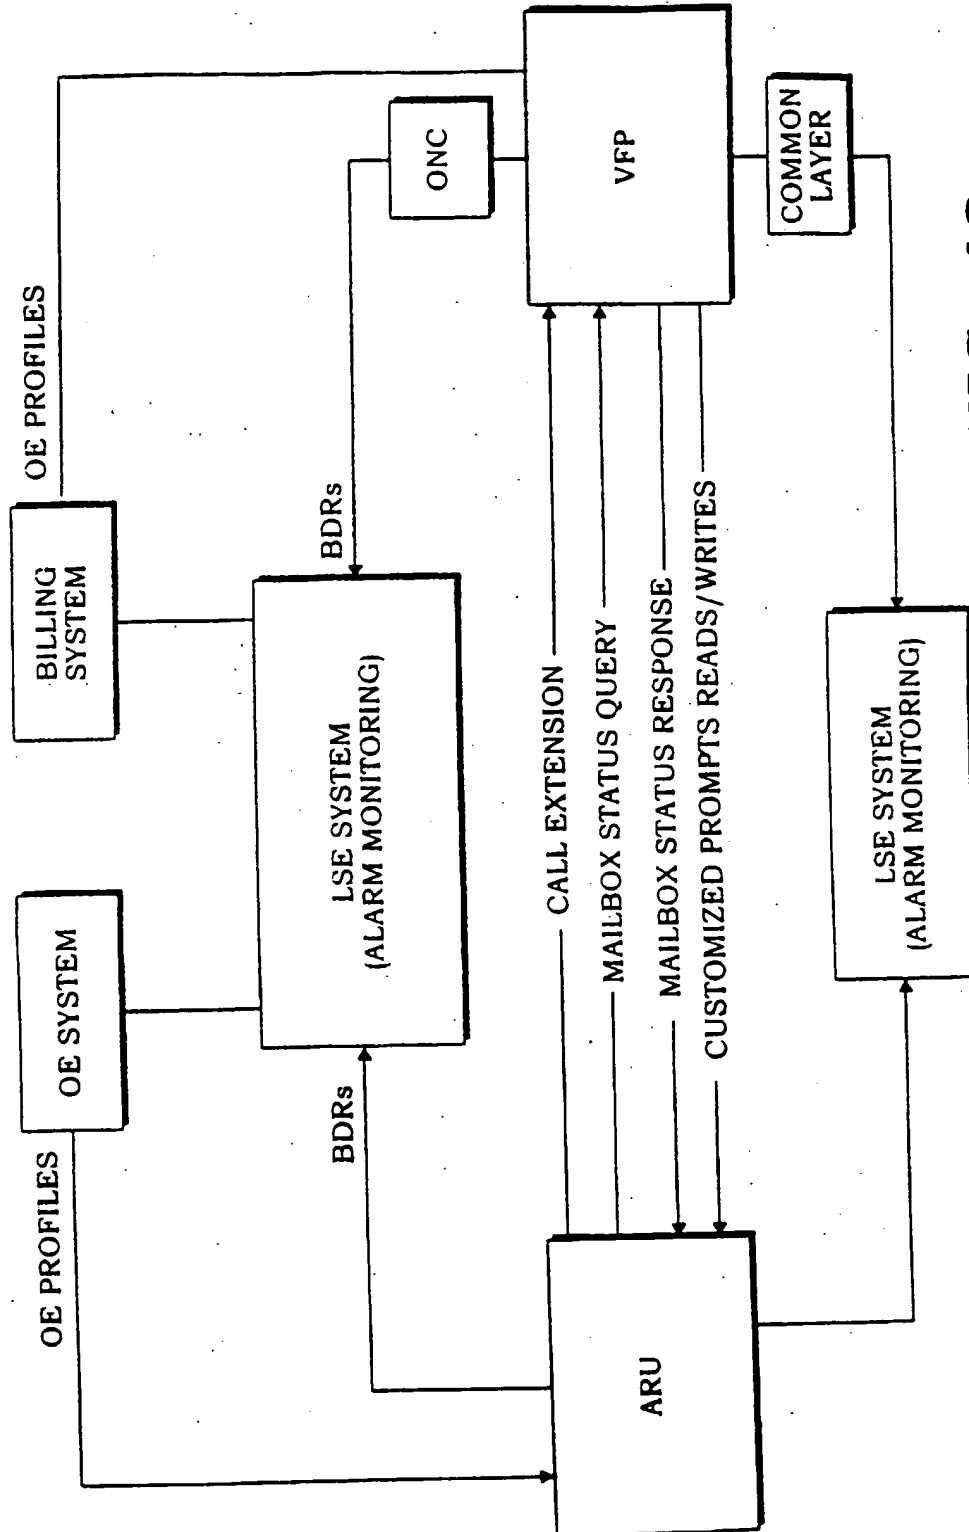 OE PROFILES
OE SYSTEM
BILLING
SYSTEM
OE PROFILES
BDRs
LSE SYSTEM
(ALARM MONITORING)
BDRs
ONC
CALL EXTENSION
MAILBOX STATUS QUERY
MAILBOX STATUS RESPONSE
CUSTOMIZED PROMPTS READS/WRITES
ARU
VFP
LSE SYSTEM
(ALARM MONITORING)
COMMON
LAYER